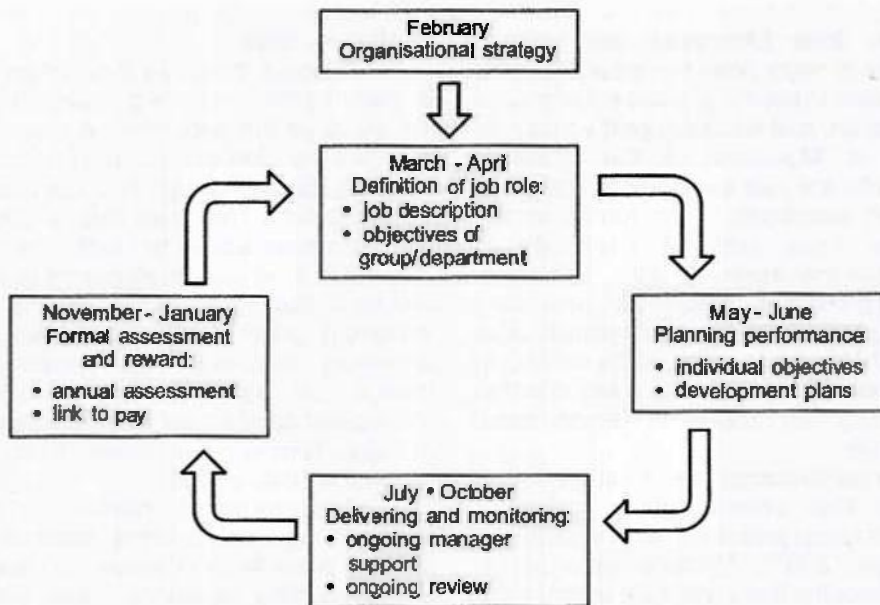 February
Organisational strategy
March - April
Definition of job role:
• job description
• objectives of
group/department
May - June
Planning performance:
• individual objectives
• development plans
July • October
Delivering and monitoring:
• ongoing manager
support
• ongoing review
November - January
Formal assessment
and reward:
• annual assessment
• link to pay